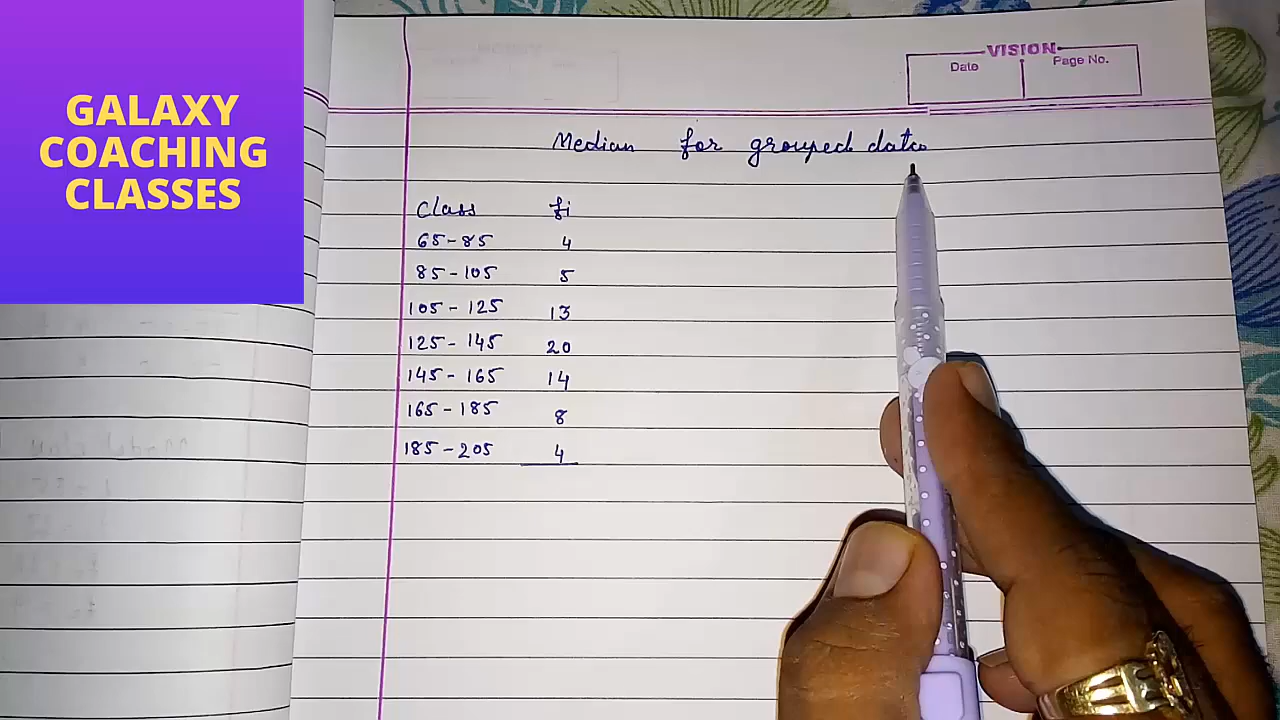 GALAXY
COACHING
CLASSES
VISION
Date Page No.
Median for grouped data
Class fi
65-85 4
85-105 5
105-125 13
125-145 20
145-165 14
165-185 8
185-205 4